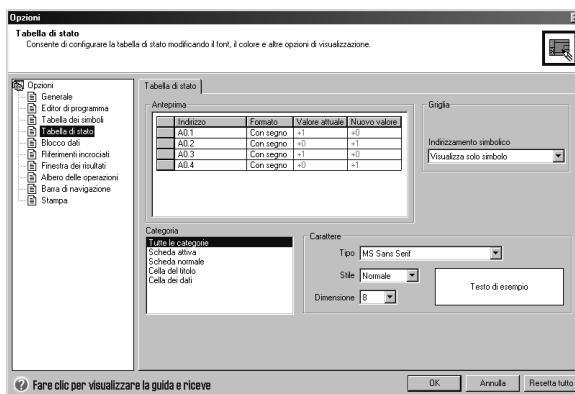 Opzioni
Tabella di stato
Consente di configurare la tabella di stato modificando il font, il colore e altre opzioni di visualizzazione.
Opzioni
Generale
Editor di programma
Tabella dei simboli
Tabella di stato
Blocco dati
Riferimenti incrociati
Finestra dei risultati
Albero delle operazioni
Barra di navigazione
Stampa
Tabella di stato
Anteprima
Indirizzo Formato Valore attuale Nuovo valore
A0.1 Con segno +1 +0
A0.2 Con segno +0 +1
A0.3 Con segno +1 +0
A0.4 Con segno +0 +1
Griglia
Indirizzamento simbolico
Visualizza solo simbolo
Categoria
Tutte le categorie
Scheda attiva
Scheda normale
Cella del titolo
Cella dei dati
Carattere
Tipo MS Sans Serif
Stile Normale
Dimensione 8
Testo di esempio
Fare clic per visualizzare la guida e riceve
OK Annulla Resetta tutto